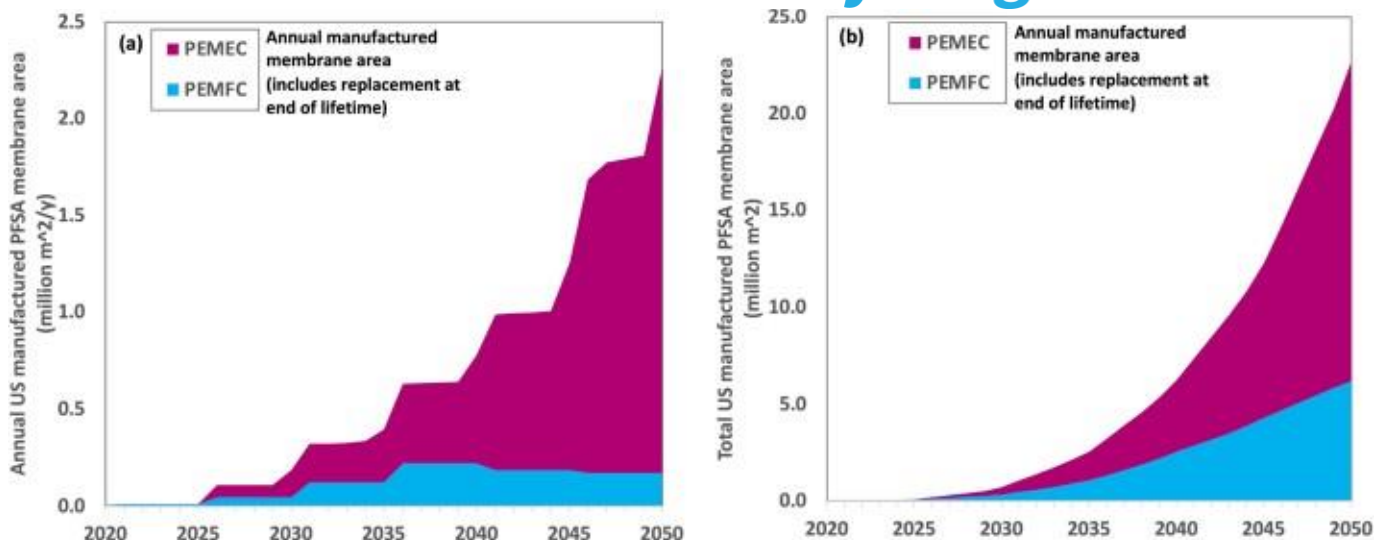 (a)
PEMEC
PEMFC
Annual manufactured
membrane area
(includes replacement at
end of lifetime)
Annual US manufactured PFSA membrane area
(million m^2/y)
2.5
2.0
1.5
1.0
0.5
0.0
2020 2025 2030 2035 2040 2045 2050
(b)
PEMEC
PEMFC
Annual manufactured
membrane area
(includes replacement at
end of lifetime)
Total US manufactured PFSA membrane area
(million m^2)
25.0
20.0
15.0
10.0
5.0
0.0
2020 2025 2030 2035 2040 2045 2050